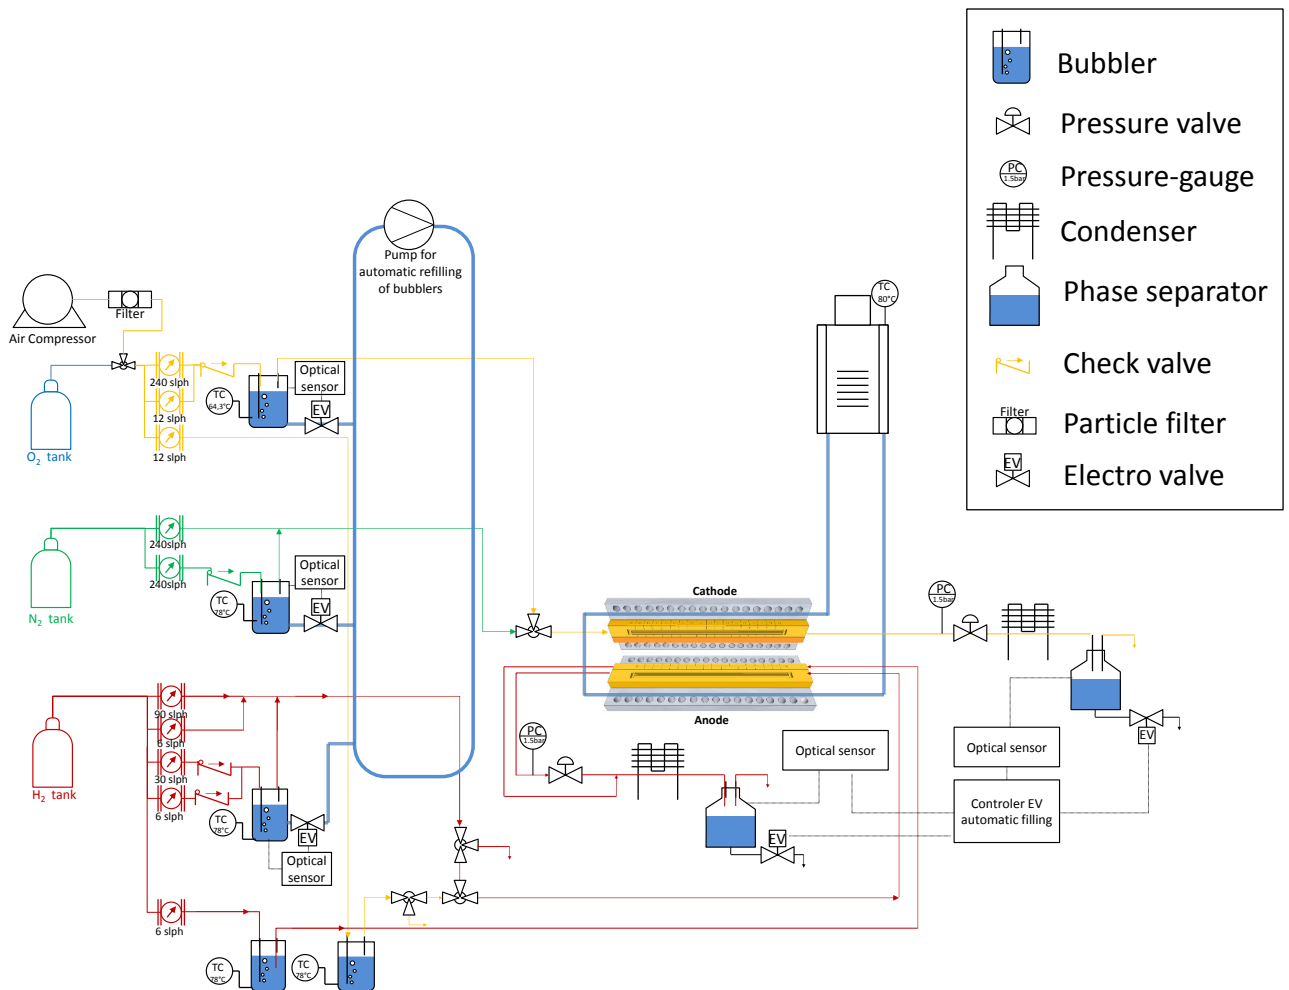 Bubbler
Pressure valve
PC
1.5bar
Pressure-gauge
Condenser
Phase separator
Check valve
Filter
Particle filter
EV
Electro valve
Pump for
automatic refilling
of bubblers
TC
80°C
Filter
Air Compressor
240 slph
12 slph
12 slph
O2 tank
TC
64,3°C
Optical
sensor
EV
240slph
240slph
N2 tank
TC
78°C
Optical
sensor
EV
Cathode
Anode
PC
1.5bar
90 slph
6 slph
30 slph
6 slph
H2 tank
TC
78°C
EV
Optical
sensor
PC
1.5bar
Optical sensor
EV
Optical sensor
EV
Controler EV
automatic filling
6 slph
TC
78°C
TC
78°C